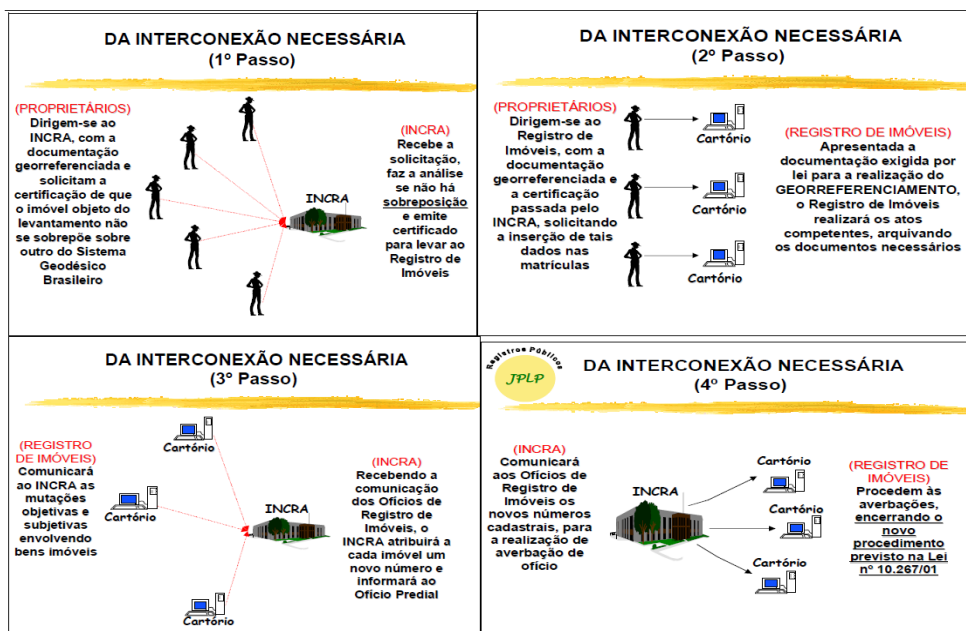 DA INTERCONEXÃO NECESSÁRIA
(1º Passo)
(PROPRIETÁRIOS)
Dirigem-se ao
INCRA, com a
documentação
georreferenciada e
solicitam a
certificação de que
o imóvel objeto do
levantamento não
se sobrepõe sobre
outro do Sistema
Geodésico
Brasileiro
INCRA
(INCRA)
Recebe a
solicitação,
faz a análise
se não há
sobreposição
e emite
certificado
para levar ao
Registro de
Imóveis
DA INTERCONEXÃO NECESSÁRIA
(2º Passo)
(PROPRIETÁRIOS)
Dirigem-se ao
Registro de
Imóveis, com a
documentação
georreferenciada e
a certificação
passada pelo
INCRA, solicitando
a inserção de tais
dados nas
matrículas
Cartório
Cartório
Cartório
(REGISTRO DE IMÓVEIS)
Apresentada a
documentação exigida por
lei para a realização do
GEORREFERENCIAMENTO,
o Registro de Imóveis
realizará os atos
competentes, arquivando
os documentos necessários
DA INTERCONEXÃO NECESSÁRIA
(3º Passo)
(REGISTRO
DE IMÓVEIS)
Comunicará
ao INCRA as
mutações
objetivas e
subjetivas
envolvendo
bens imóveis
Cartório
Cartório
Cartório
INCRA
(INCRA)
Recebendo a
comunicação
dos Ofícios de
Registro de
Imóveis, o
INCRA atribuirá a
cada imóvel um
novo número e
informará ao
Ofício Predial
Registros Públicos
JPLP
DA INTERCONEXÃO NECESSÁRIA
(4º Passo)
(INCRA)
Comunicará
aos Ofícios de
Registro de
Imóveis os
novos números
cadastrais, para
a realização de
averbação de
ofício
INCRA
Cartório
Cartório
Cartório
(REGISTRO DE
IMÓVEIS)
Procedem às
averbações,
encerrando o
novo
procedimento
previsto na Lei
nº 10.267/01